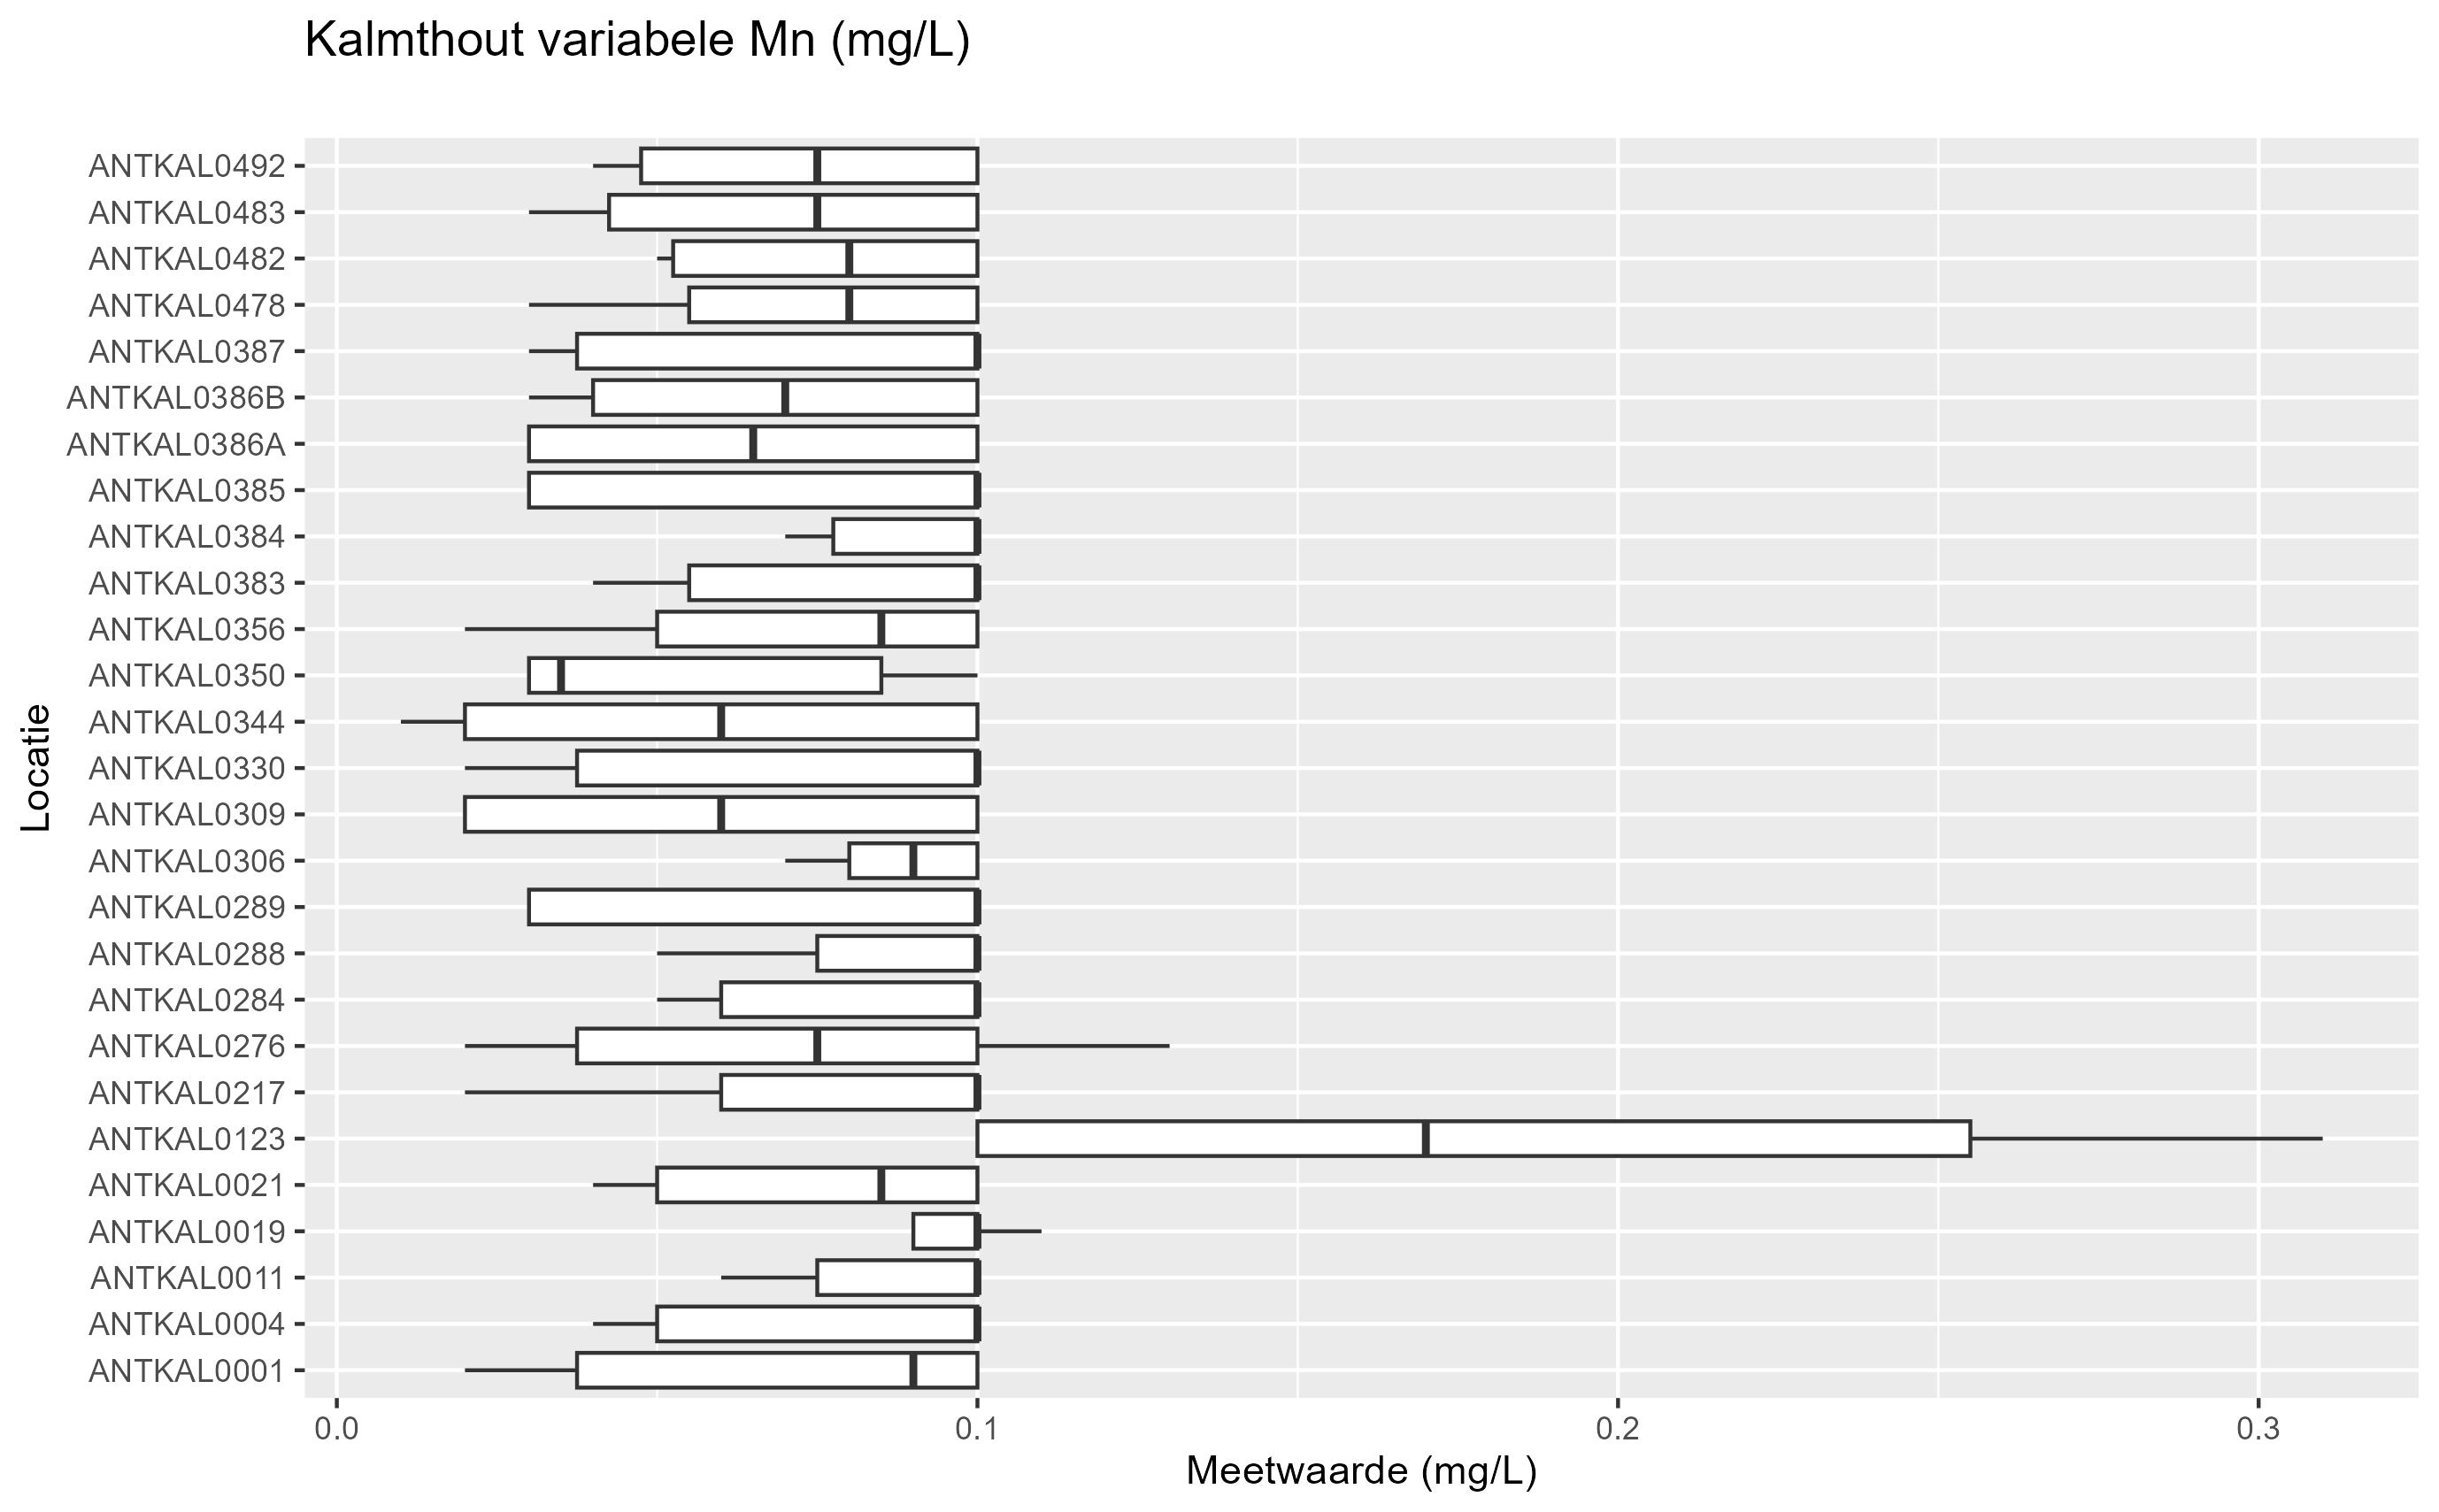 Kalmthout variabele Mn (mg/L)
ANTKAL0492
ANTKAL0483
ANTKAL0482
ANTKAL0478
ANTKAL0387
ANTKAL0386B
ANTKAL0386A
ANTKAL0385
ANTKAL0384
ANTKAL0383
ANTKAL0356
ANTKAL0350
ANTKAL0344
ANTKAL0330
ANTKAL0309
ANTKAL0306
ANTKAL0289
ANTKAL0288
ANTKAL0284
ANTKAL0276
ANTKAL0217
ANTKAL0123
ANTKAL0021
ANTKAL0019
ANTKAL0011
ANTKAL0004
ANTKAL0001
Locatie
0.0 0.1 0.2 0.3
Meetwaarde (mg/L)